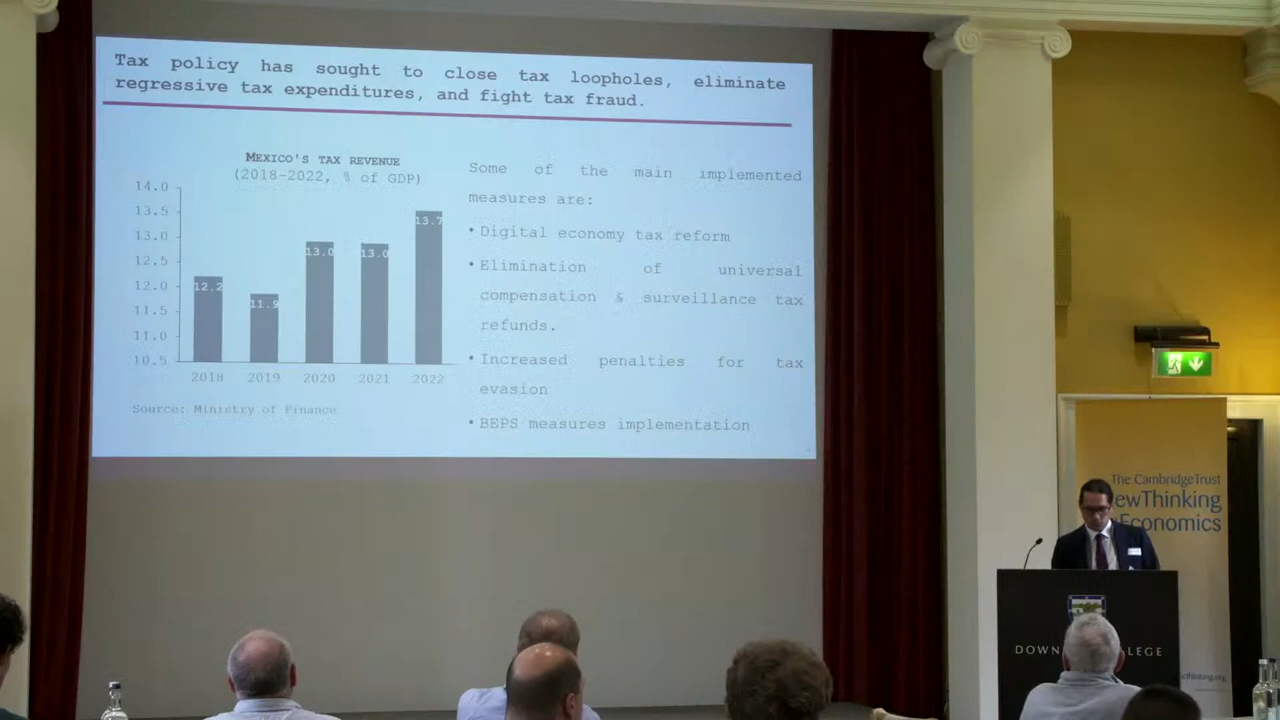 Tax policy has sought to close tax loopholes, eliminate
regressive tax expenditures, and fight tax fraud.
MEXICO'S TAX REVENUE
(2018-2022, % of GDP)
14.0
13.5
13.0
12.5
12.0
11.5
11.0
10.5
12.2
11.9
13.0
13.0
13.7
2018 2019 2020 2021 2022
Source: Ministry of Finance
Some of the main implemented
measures are:
• Digital economy tax reform
• Elimination of universal
compensation & surveillance tax
refunds.
• Increased penalties for tax
evasion
• BEPS measures implementation
The CambridgeTrust
ewThinking
Economics
DOWN LEGE